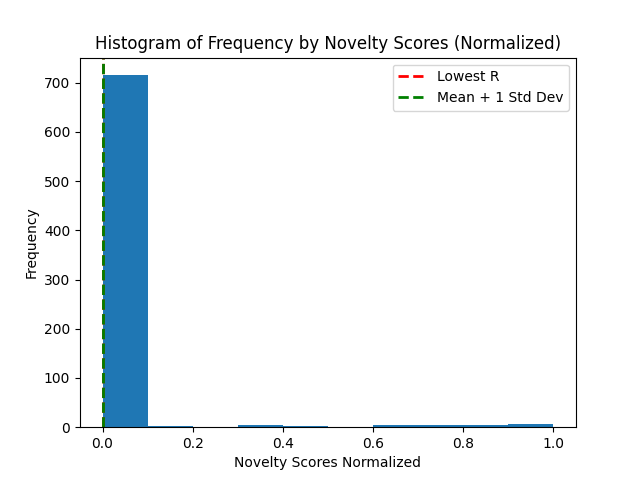 Histogram of Frequency by Novelty Scores (Normalized)
Lowest R
Mean + 1 Std Dev
700
600
500
400
300
200
100
0
Frequency
0.0 0.2 0.4 0.6 0.8 1.0
Novelty Scores Normalized